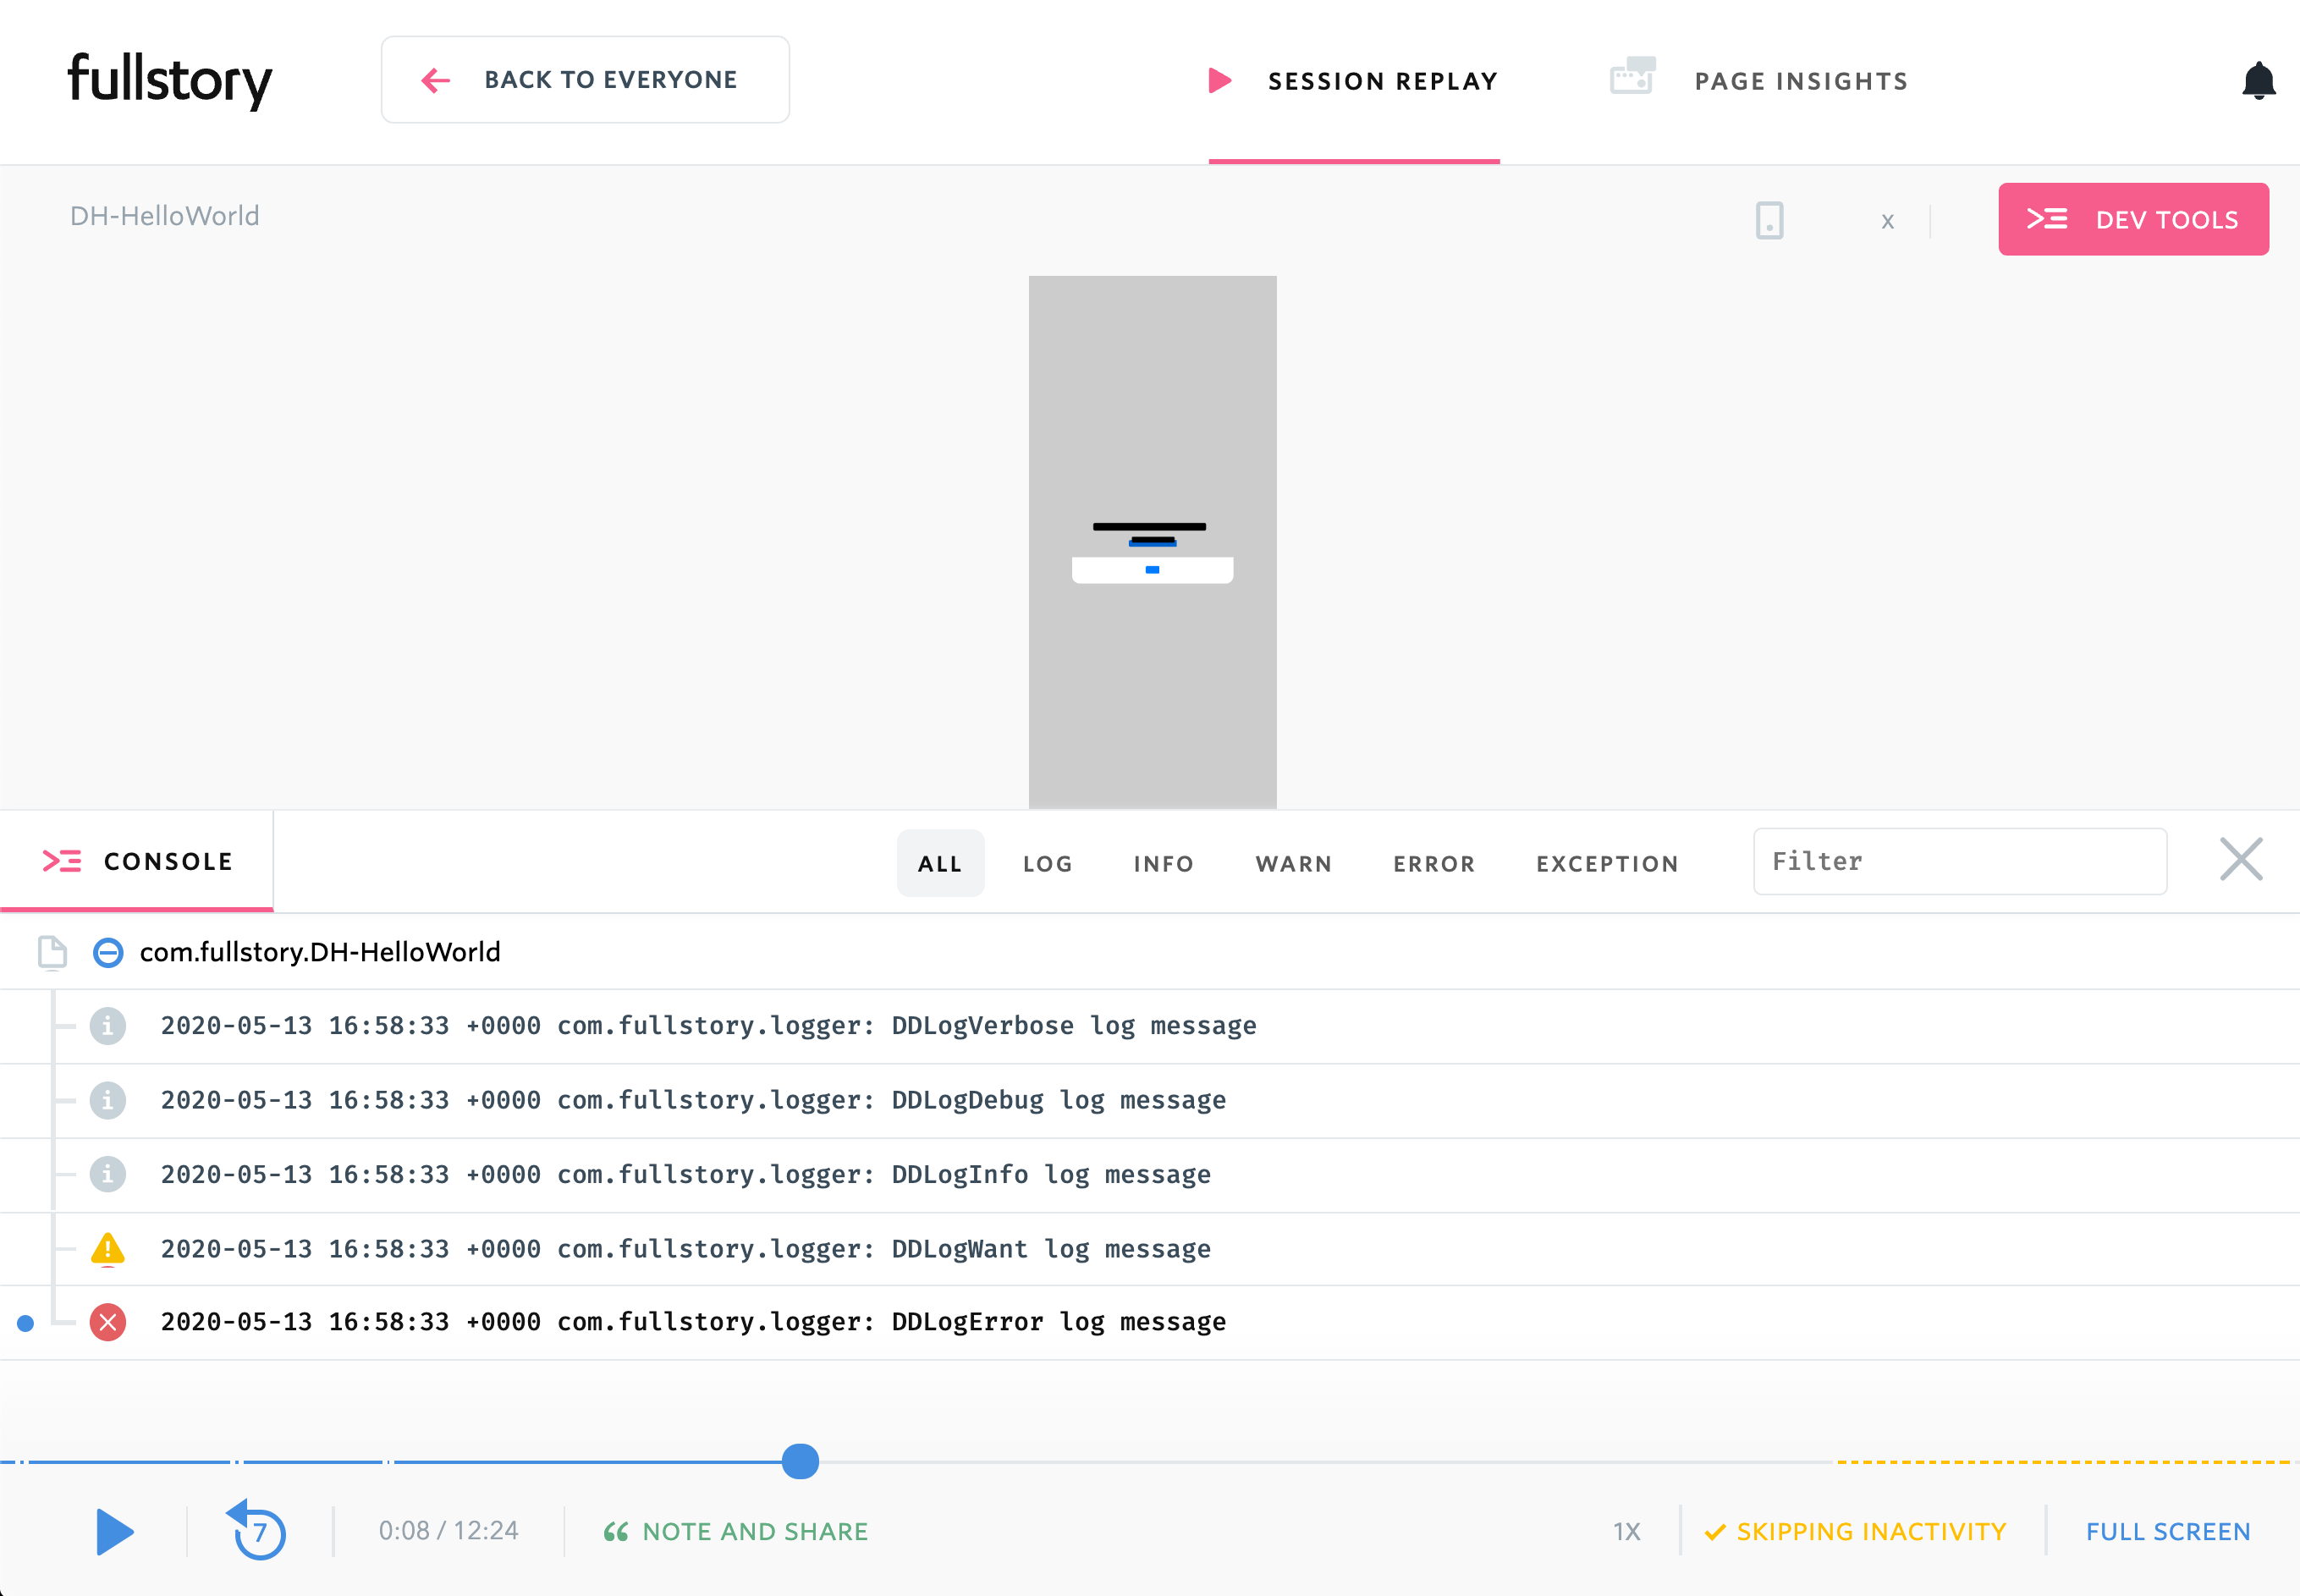 fullstory
BACK TO EVERYONE
SESSION REPLAY
PAGE INSIGHTS
DH-HelloWorld
x
DEV TOOLS
CONSOLE
ALL
LOG
INFO
WARN
ERROR
EXCEPTION
Filter
com.fullstory.DH-HelloWorld
2020-05-13 16:58:33 +0000 com.fullstory.logger: DDLogVerbose log message
2020-05-13 16:58:33 +0000 com.fullstory.logger: DDLogDebug log message
2020-05-13 16:58:33 +0000 com.fullstory.logger: DDLogInfo log message
2020-05-13 16:58:33 +0000 com.fullstory.logger: DDLogWant log message
2020-05-13 16:58:33 +0000 com.fullstory.logger: DDLogError log message
7
0:08 / 12:24
NOTE AND SHARE
1X
SKIPPING INACTIVITY
FULL SCREEN